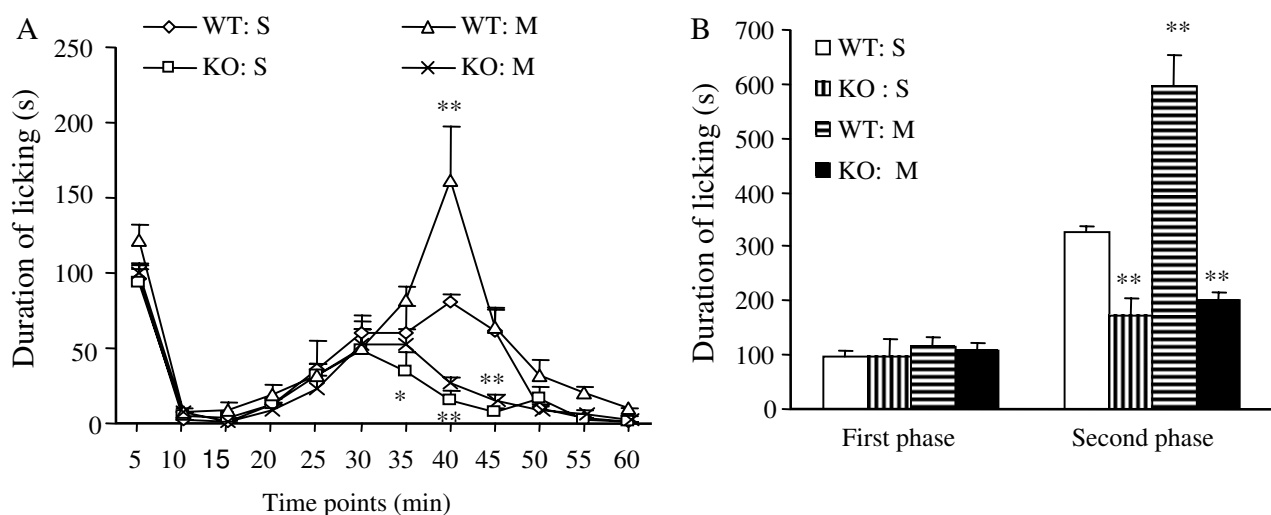 A
WT: S
WT: M
KO: S
KO: M
Duration of licking (s)
250
200
150
100
50
0
**
**
*
**
5 10 15 20 25 30 35 40 45 50 55 60
Time points (min)
B
WT: S
KO : S
WT: M
KO: M
Duration of licking (s)
700
600
500
400
300
200
100
0
**
**
**
First phase
Second phase